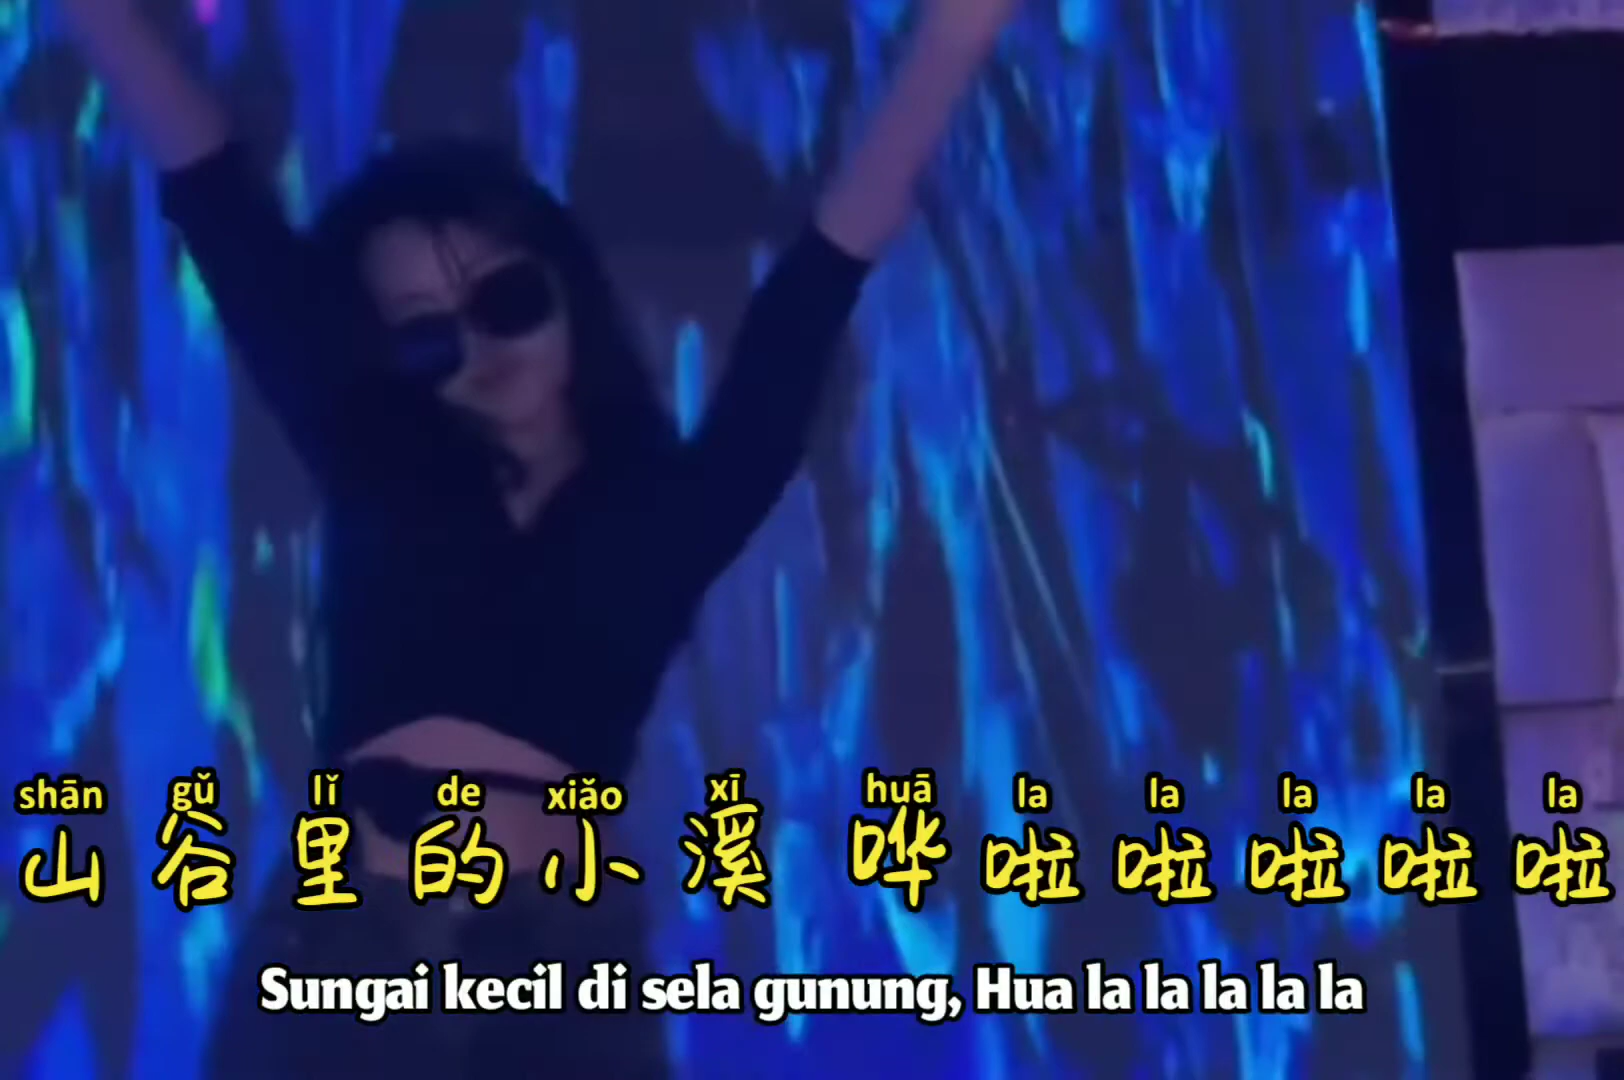 shān gǔ lǐ de xiǎo xī huā la la la la la
山谷里的小溪 哗啦啦啦啦啦
Sungai kecil di sela gunung, Hua la la la la la